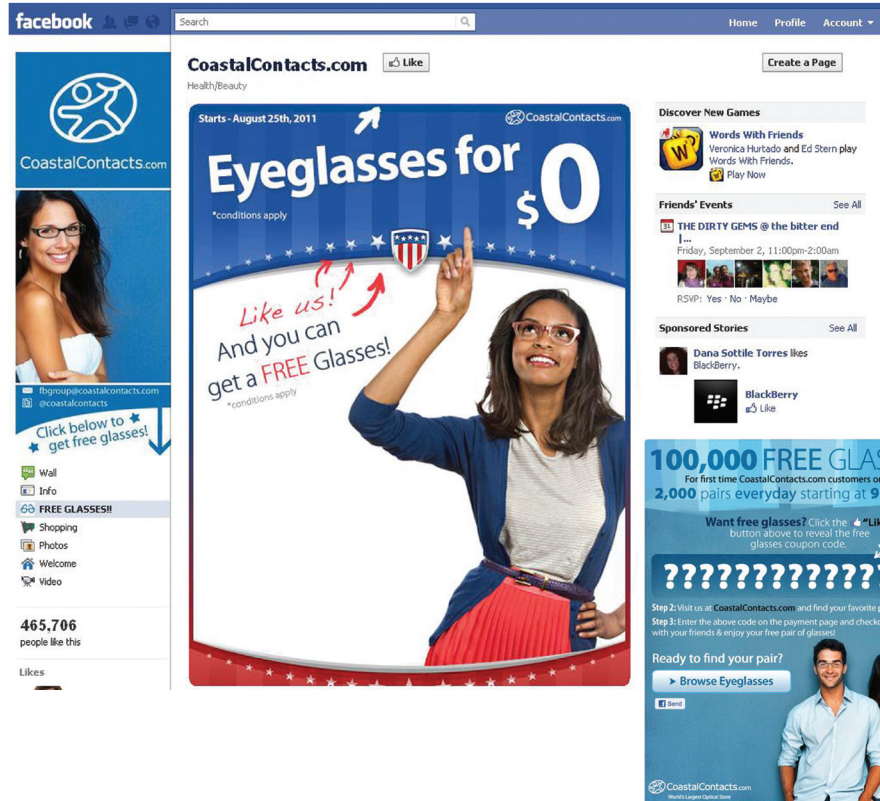 facebook
Search
Home Profile Account
CoastalContacts.com
CoastalContacts.com Like
Health/Beauty
Create a Page
Starts - August 25th, 2011
CoastalContacts.com
Eyeglasses for $0
*conditions apply
Like us!
And you can
get a FREE Glasses!
*conditions apply
fbgroup@coastalcontacts.com
@coastalcontacts
Click below to
get free glasses!
Wall
Info
FREE GLASSES!!
Shopping
Photos
Welcome
Video
465,706
people like this
Likes
Discover New Games
Words With Friends
Veronica Hurtado and Ed Stern play
Words With Friends.
Play Now
Friends' Events See All
31 THE DIRTY GEMS @ the bitter end
|...
Friday, September 2, 11:00pm-2:00am
RSVP: Yes · No · Maybe
Sponsored Stories See All
Dana Sottile Torres likes
BlackBerry.
BlackBerry
Like
100,000 FREE
For first time CoastalContacts.com customers
2,000 pairs everyday starting at 9
Want free glasses? Click the
button above to reveal the free
glasses coupon code.
?????????????
Step 2: Visit us at CoastalContacts.com and find your favorite
Step 3: Enter the above code on the payment page and
with your friends & enjoy your free pair of glasses!
Ready to find your pair?
➤ Browse Eyeglasses
Send
CoastalContacts.com
World's Largest Optical Store